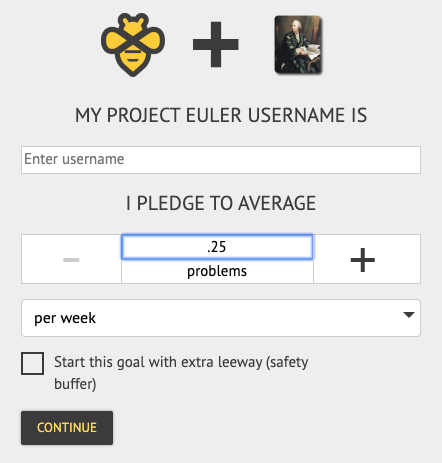 MY PROJECT EULER USERNAME IS
Enter username
I PLEDGE TO AVERAGE
.25
problems
per week
Start this goal with extra leeway (safety
buffer)
CONTINUE